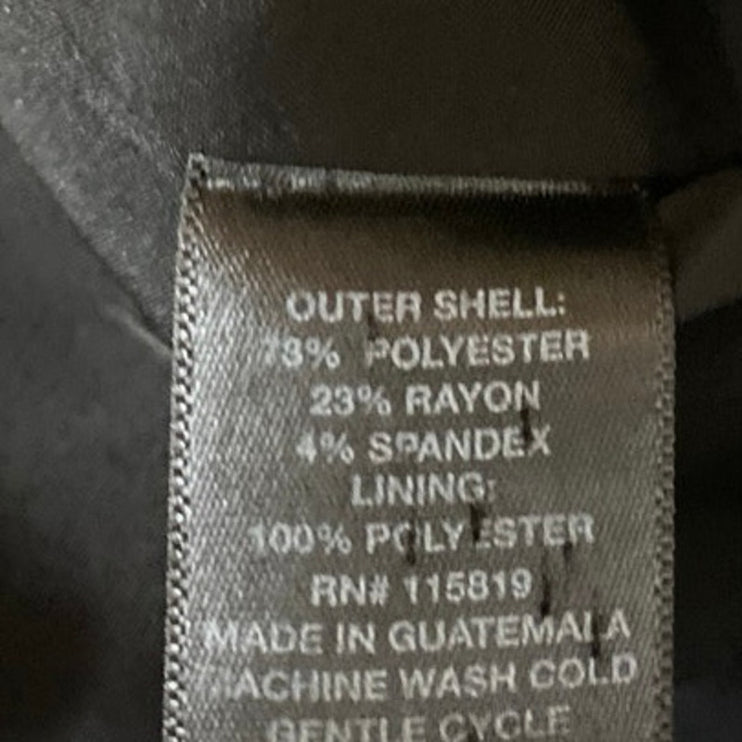 OUTER SHELL:
73% POLYESTER
23% RAYON
4% SPANDEX
LINING:
100% POLYESTER
RN# 115819
MADE IN GUATEMALA
MACHINE WASH COLD
GENTLE CYCLE